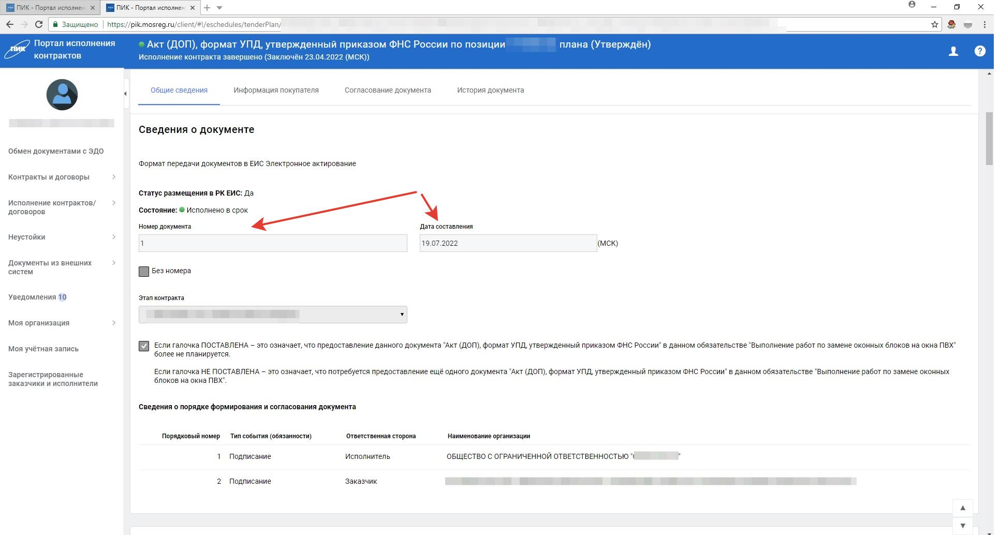 ПИК - Портал исполнен
ПИК - Портал исполнен
Защищено
https://pik.mosreg.ru/client/#!/eschedules/tenderPlan/
ПИК
Портал исполнения
контрактов
Акт (ДОП), формат УПД, утвержденный приказом ФНС России по позиции плана (Утверждён)
Исполнение контракта завершено (Заключён 23.04.2022 (МСК))
?
Обмен документами с ЭДО
Контракты и договоры
Исполнение контрактов/
договоров
Неустойки
Документы из внешних
систем
Уведомления 10
Моя организация
Моя учётная запись
Зарегистрированные
заказчики и исполнители
Общие сведения Информация покупателя Согласование документа История документа
Сведения о документе
Формат передачи документов в ЕИС Электронное актирование
Статус размещения в РК ЕИС: Да
Состояние: Исполнено в срок
Номер документа Дата составления
1 19.07.2022 (МСК)
Без номера
Этап контракта
Если галочка ПОСТАВЛЕНА – это означает, что предоставление данного документа "Акт (ДОП), формат УПД, утвержденный приказом ФНС России" в данном обязательстве "Выполнение работ по замене оконных блоков на окна ПВХ"
более не планируется.
Если галочка НЕ ПОСТАВЛЕНА – это означает, что потребуется предоставление ещё одного документа "Акт (ДОП), формат УПД, утвержденный приказом ФНС России" в данном обязательстве "Выполнение работ по замене оконных
блоков на окна ПВХ".
Сведения о порядке формирования и согласования документа
Порядковый номер Тип события (обязанности) Ответственная сторона Наименование организации
1 Подписание Исполнитель ОБЩЕСТВО С ОГРАНИЧЕННОЙ ОТВЕТСТВЕННОСТЬЮ " "
2 Подписание Заказчик